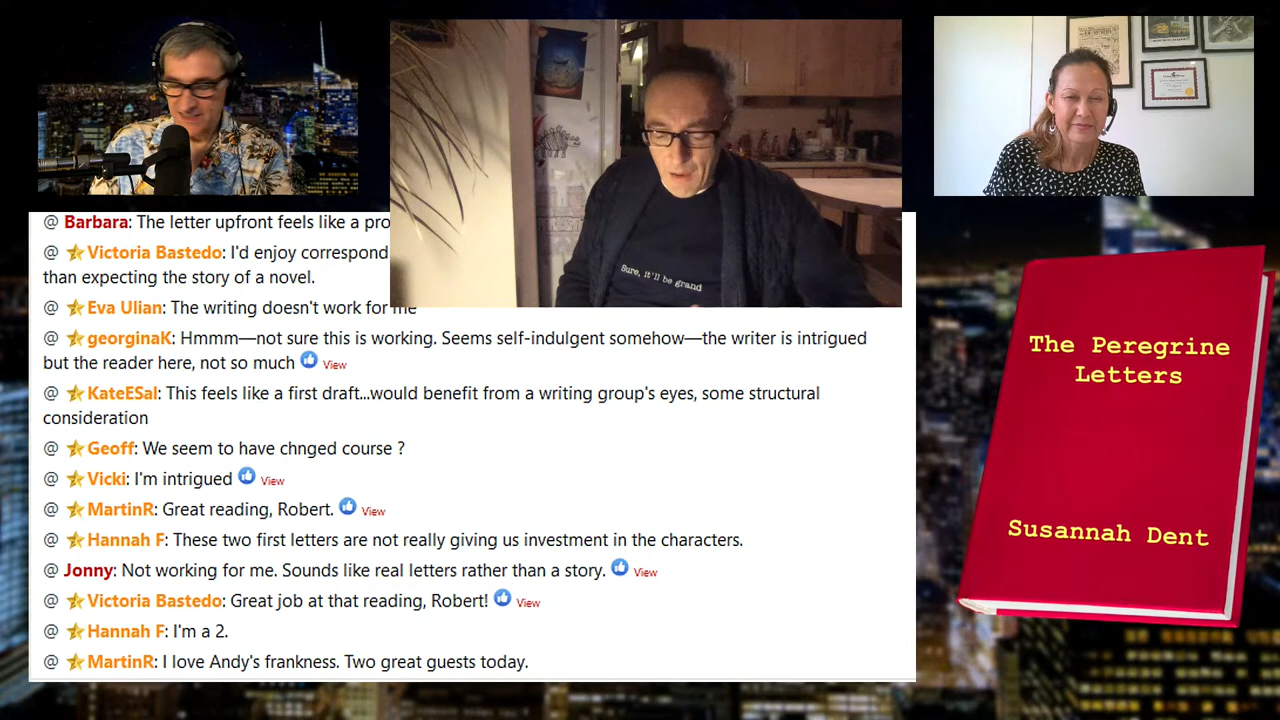 Sure, it'll be grand
@ Barbara: The letter upfront feels like a pro
@ Victoria Bastedo: I'd enjoy correspond
than expecting the story of a novel.
@ Eva Ulian: The writing doesn't work for me
@ georginaK: Hmmm—not sure this is working. Seems self-indulgent somehow—the writer is intrigued
but the reader here, not so much View
@ KateESal: This feels like a first draft...would benefit from a writing group's eyes, some structural
consideration
@ Geoff: We seem to have chnged course ?
@ Vicki: I'm intrigued View
@ MartinR: Great reading, Robert. View
@ Hannah F: These two first letters are not really giving us investment in the characters.
@ Jonny: Not working for me. Sounds like real letters rather than a story. View
@ Victoria Bastedo: Great job at that reading, Robert! View
@ Hannah F: I'm a 2.
@ MartinR: I love Andy's frankness. Two great guests today.
The Peregrine
Letters
Susannah Dent